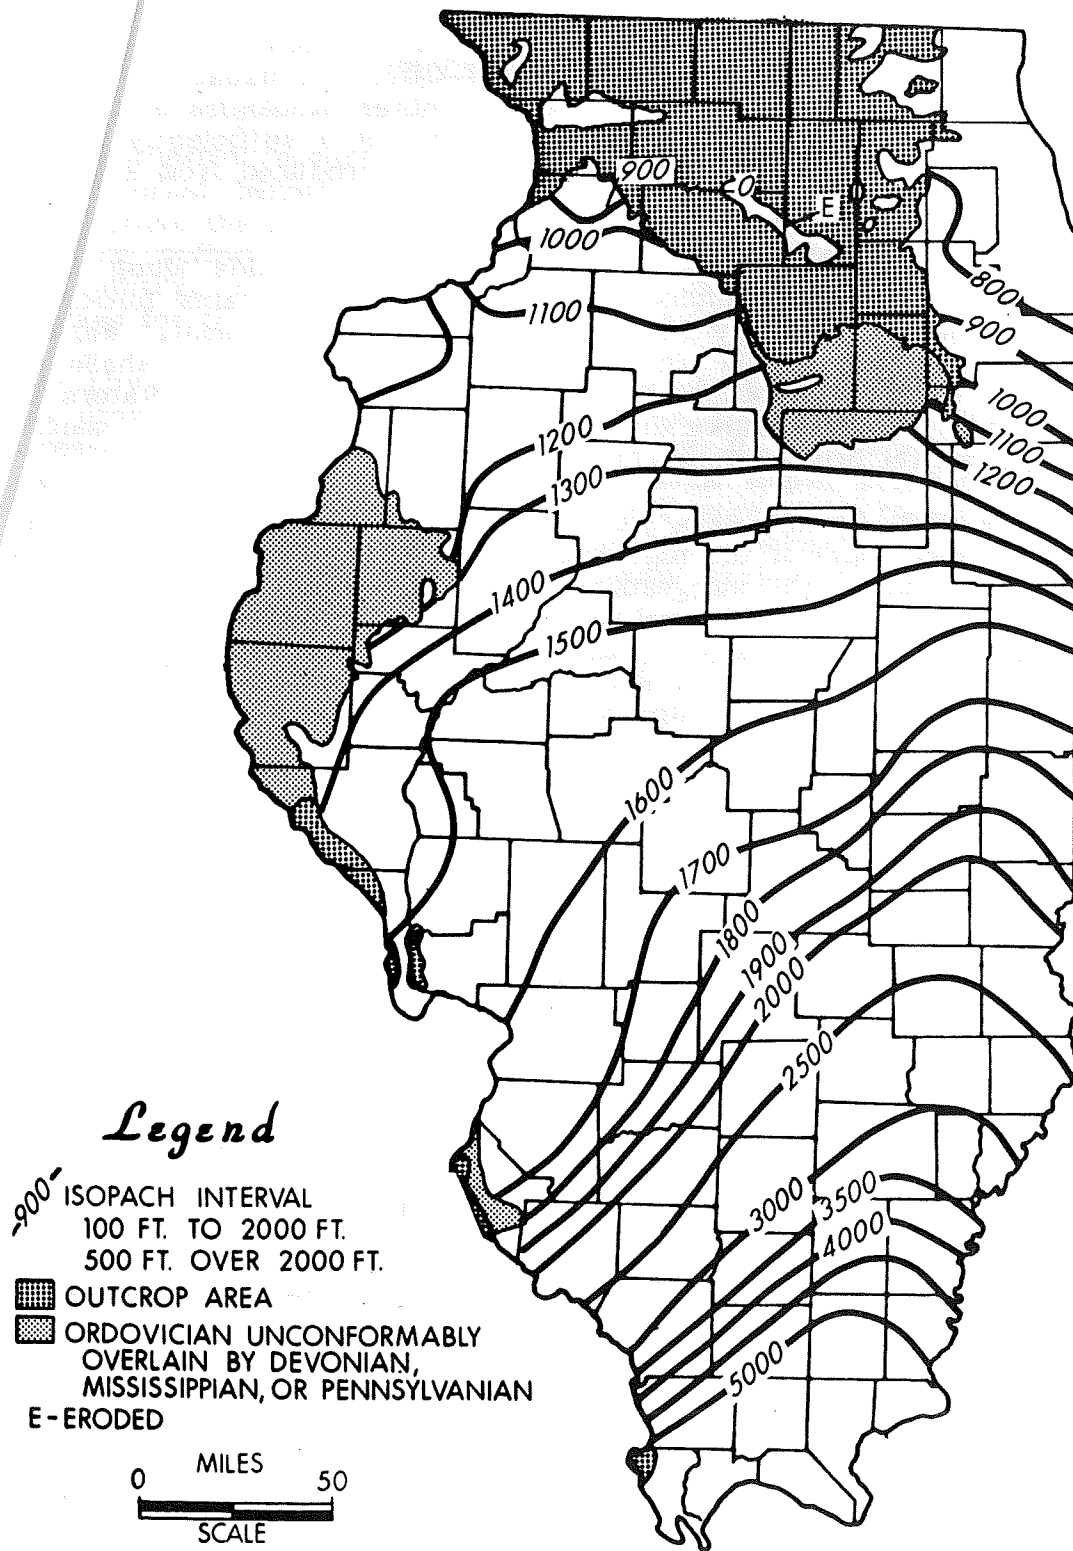 900
0
E
1000
800
1100
900
1000
1200
1100
1300
1200
1400
1500
1600
1700
1800
1900
2000
2500
3000
3500
4000
5000
Legend
-900- ISOPACH INTERVAL
100 FT. TO 2000 FT.
500 FT. OVER 2000 FT.
OUTCROP AREA
ORDOVICIAN UNCONFORMABLY
OVERLAIN BY DEVONIAN,
MISSISSIPPIAN, OR PENNSYLVANIAN
E-ERODED
MILES
0 50
SCALE